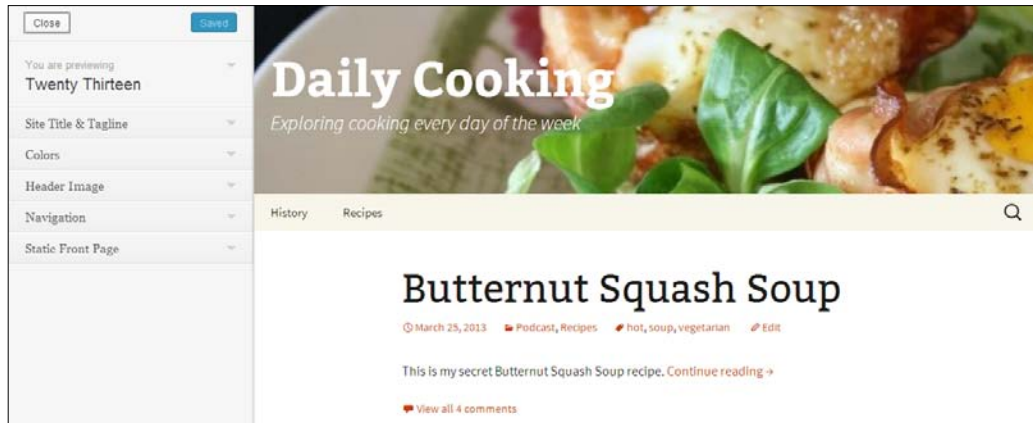 Close
Saved
You are previewing
Twenty Thirteen
Site Title & Tagline
Colors
Header Image
Navigation
Static Front Page
Daily Cooking
Exploring cooking every day of the week
History
Recipes
Butternut Squash Soup
March 25, 2013 Podcast, Recipes hot, soup, vegetarian Edit
This is my secret Butternut Squash Soup recipe. Continue reading →
View all 4 comments